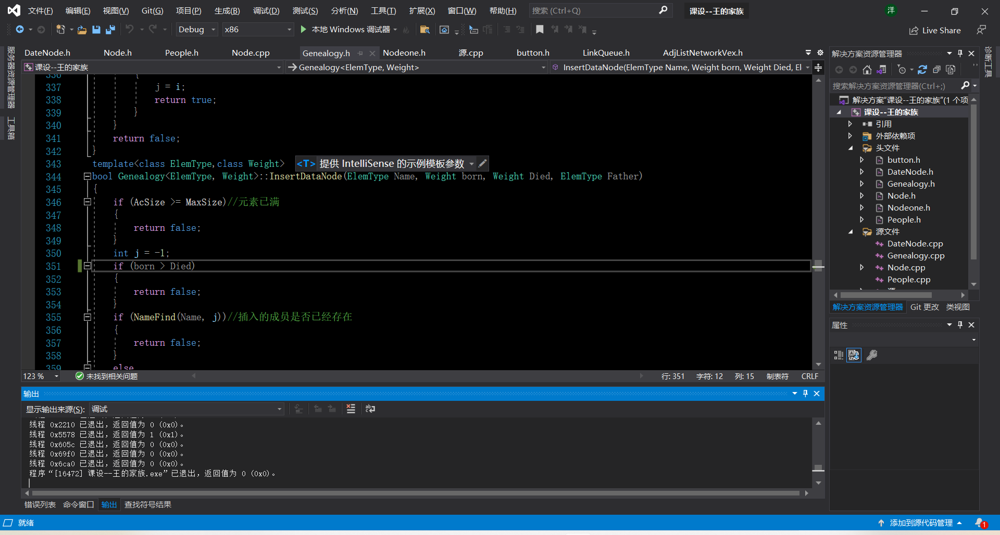 文件(F) 编辑(E) 视图(V) Git(G) 项目(P) 生成(B) 调试(D) 测试(S) 分析(N) 工具(T) 扩展(X) 窗口(W) 帮助(H) 搜索 (Ctrl+Q) 课设--王的家族 洋
Debug x86 本地 Windows 调试器 Live Share
服务器资源管理器
工具箱
DateNode.h Node.h People.h Node.cpp Genealogy.h Nodeone.h 源.cpp button.h LinkQueue.h AdjListNetworkVex.h
课设--王的家族 Genealogy<ElemType, Weight> InsertDataNode(ElemType Name, Weight born, Weight Died, El
336 {
337 j = i;
338 return true;
339 }
340 }
341 return false;
342 }
343 template<class ElemType,class Weight> <T> 提供 IntelliSense 的示例模板参数
344 bool Genealogy<ElemType, Weight>::InsertDataNode(ElemType Name, Weight born, Weight Died, ElemType Father)
345 {
346 if (AcSize >= MaxSize)//元素已满
347 {
348 return false;
349 }
350 int j = -1;
351 if (born > Died)
352 {
353 return false;
354 }
355 if (NameFind(Name, j))//插入的成员是否已经存在
356 {
357 return false;
358 }
359 else
123 % 未找到相关问题 行: 351 字符: 12 列: 15 制表符 CRLF
输出
显示输出来源(S): 调试
线程 0x2210 已退出，返回值为 0 (0x0)。
线程 0x5578 已退出，返回值为 1 (0x1)。
线程 0x605c 已退出，返回值为 0 (0x0)。
线程 0x69f0 已退出，返回值为 0 (0x0)。
线程 0x6ca0 已退出，返回值为 0 (0x0)。
程序“[16472] 课设--王的家族.exe”已退出，返回值为 0 (0x0)。
错误列表 命令窗口 输出 查找符号结果
解决方案资源管理器
搜索解决方案资源管理器(Ctrl+;)
解决方案“课设--王的家族”(1 个项
课设--王的家族
引用
外部依赖项
头文件
button.h
DateNode.h
Genealogy.h
Node.h
Nodeone.h
People.h
源文件
DateNode.cpp
Genealogy.cpp
Node.cpp
People.cpp
解决方案资源管理器 Git 更改 类视图
属性
诊断工具
就绪 添加到源代码管理 1